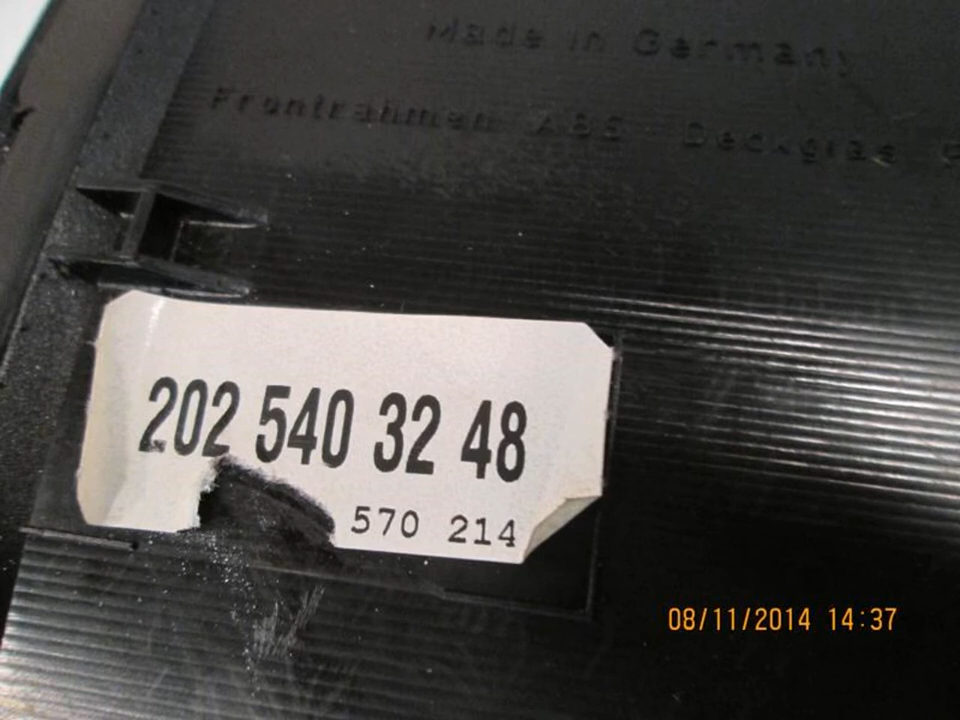 Made in Germany
Frontrahmen ABS Deckglas
202 540 32 48
570 214
08/11/2014 14:37